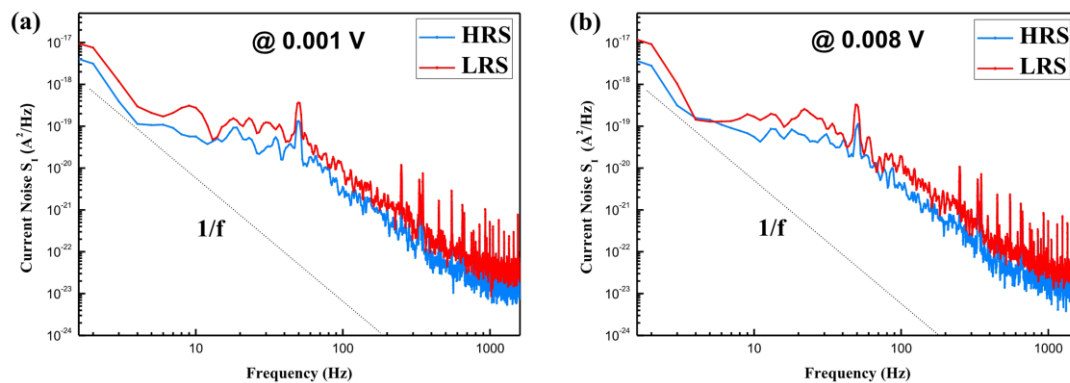 (a)
@ 0.001 V
HRS
LRS
Current Noise S_I (A^2/Hz)
10^-17
10^-18
10^-19
10^-20
10^-21
10^-22
10^-23
10^-24
1/f
10
100
1000
Frequency (Hz)
(b)
@ 0.008 V
HRS
LRS
Current Noise S_I (A^2/Hz)
10^-17
10^-18
10^-19
10^-20
10^-21
10^-22
10^-23
10^-24
1/f
10
100
1000
Frequency (Hz)